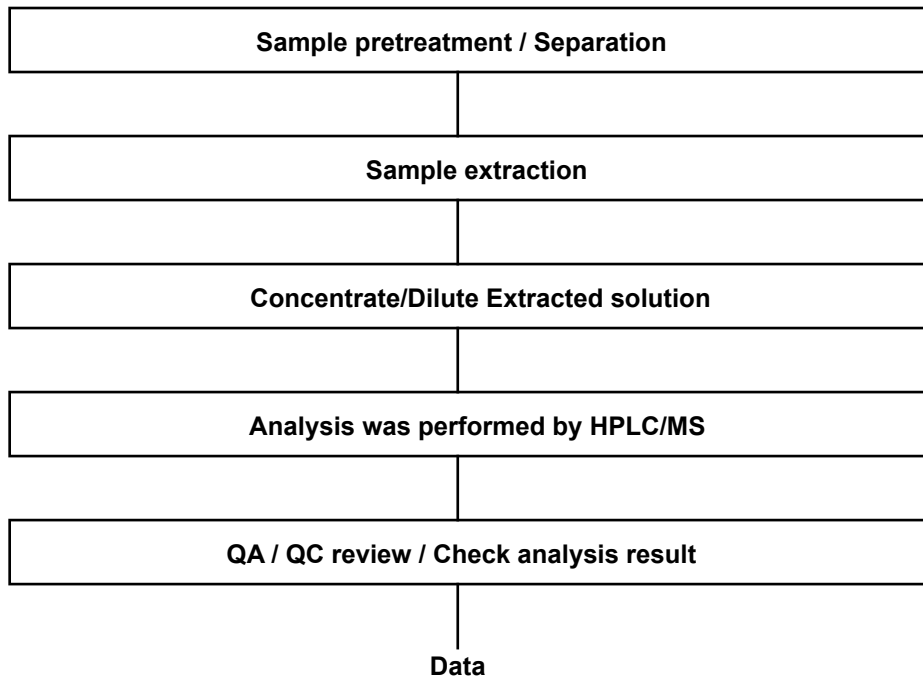 Sample pretreatment / Separation
Sample extraction
Concentrate/Dilute Extracted solution
Analysis was performed by HPLC/MS
QA / QC review / Check analysis result
Data